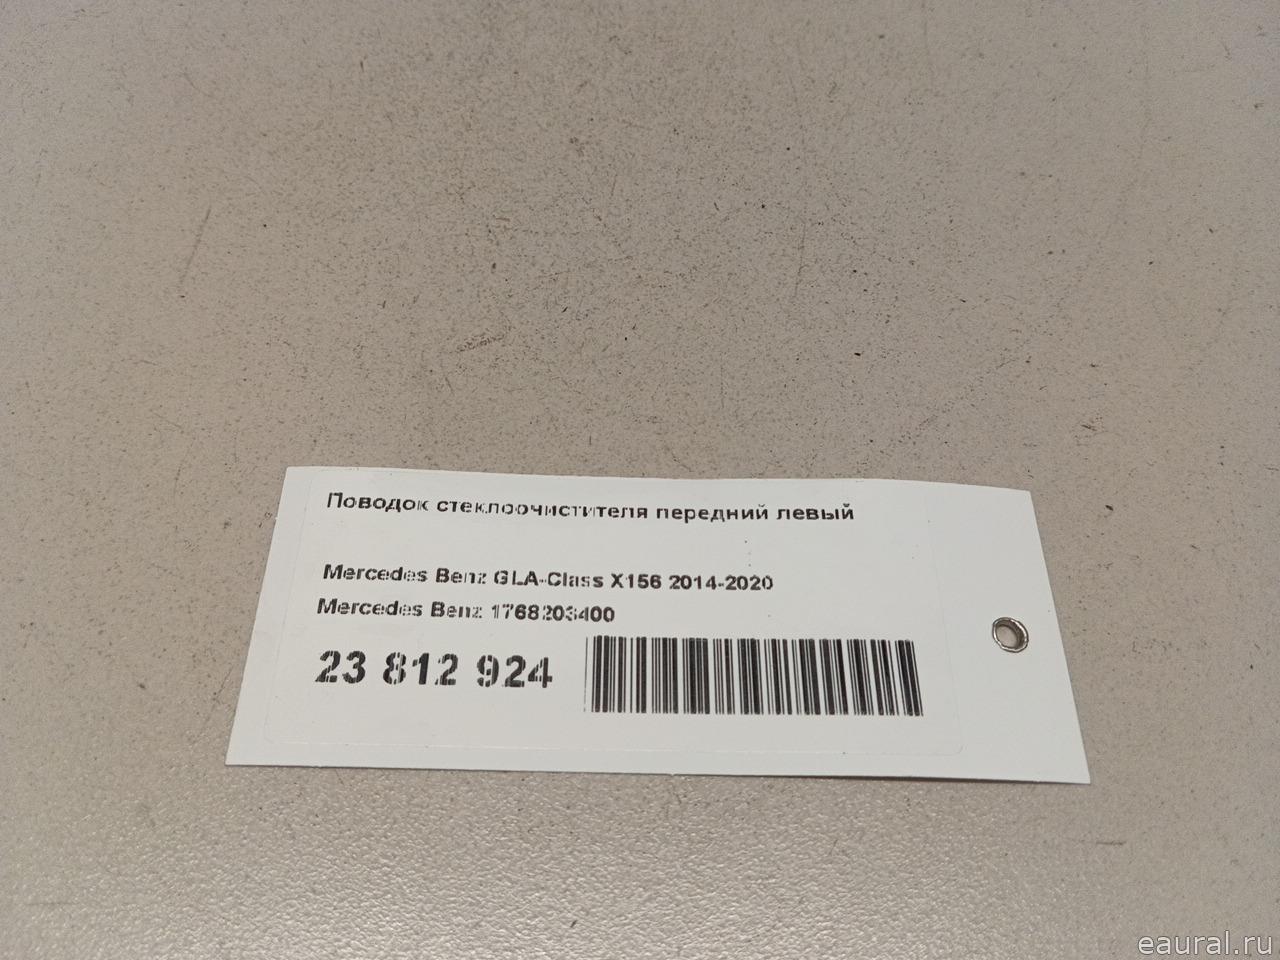 Поводок стеклоочистителя передний левый
Mercedes Benz GLA-Class X156 2014-2020
Mercedes Benz 1768203400
23 812 924
eaural.ru